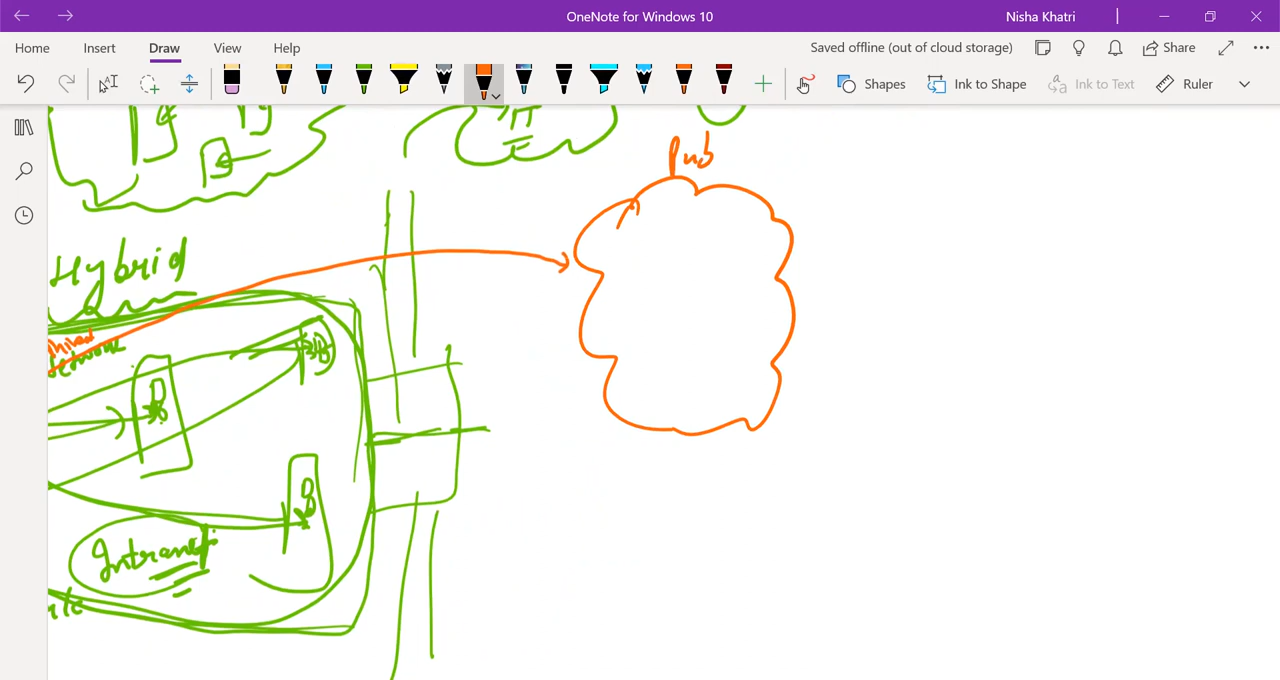 OneNote for Windows 10
Nisha Khatri
Home Insert Draw View Help
Saved offline (out of cloud storage)
Share
Shapes
Ink to Shape
Ink to Text
Ruler
Pub
Hybrid
Intranet